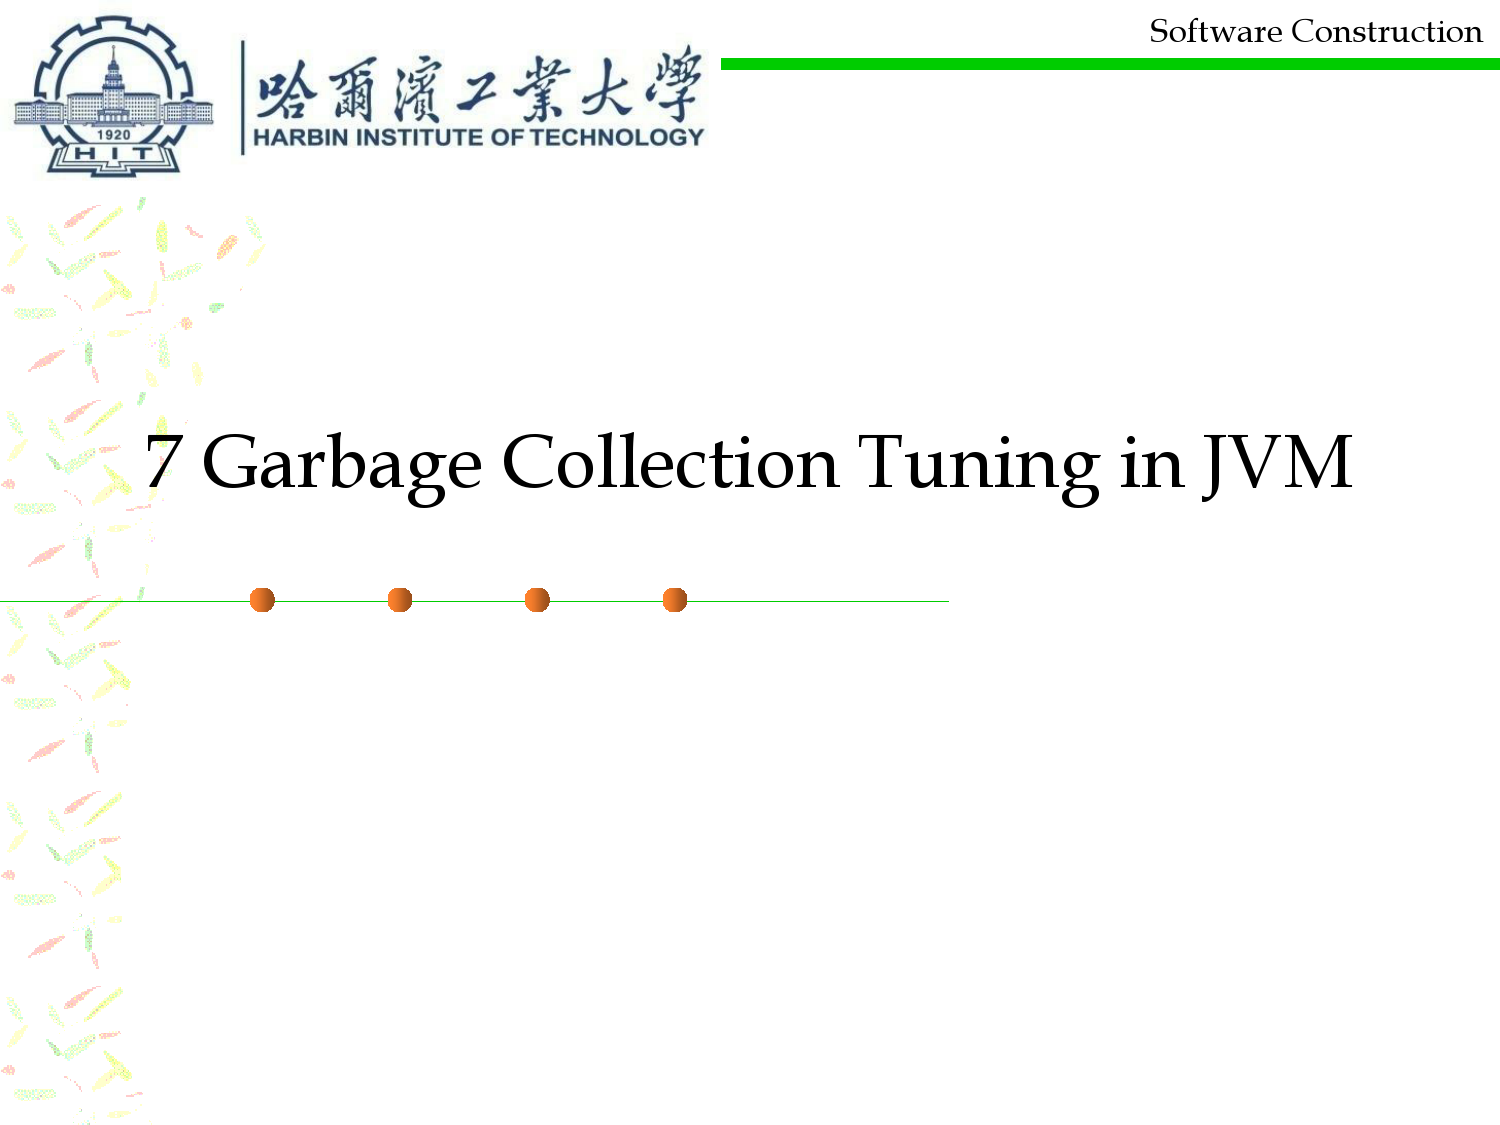 Software Construction
哈爾濱工業大學
HARBIN INSTITUTE OF TECHNOLOGY
1920
HIT
7 Garbage Collection Tuning in JVM